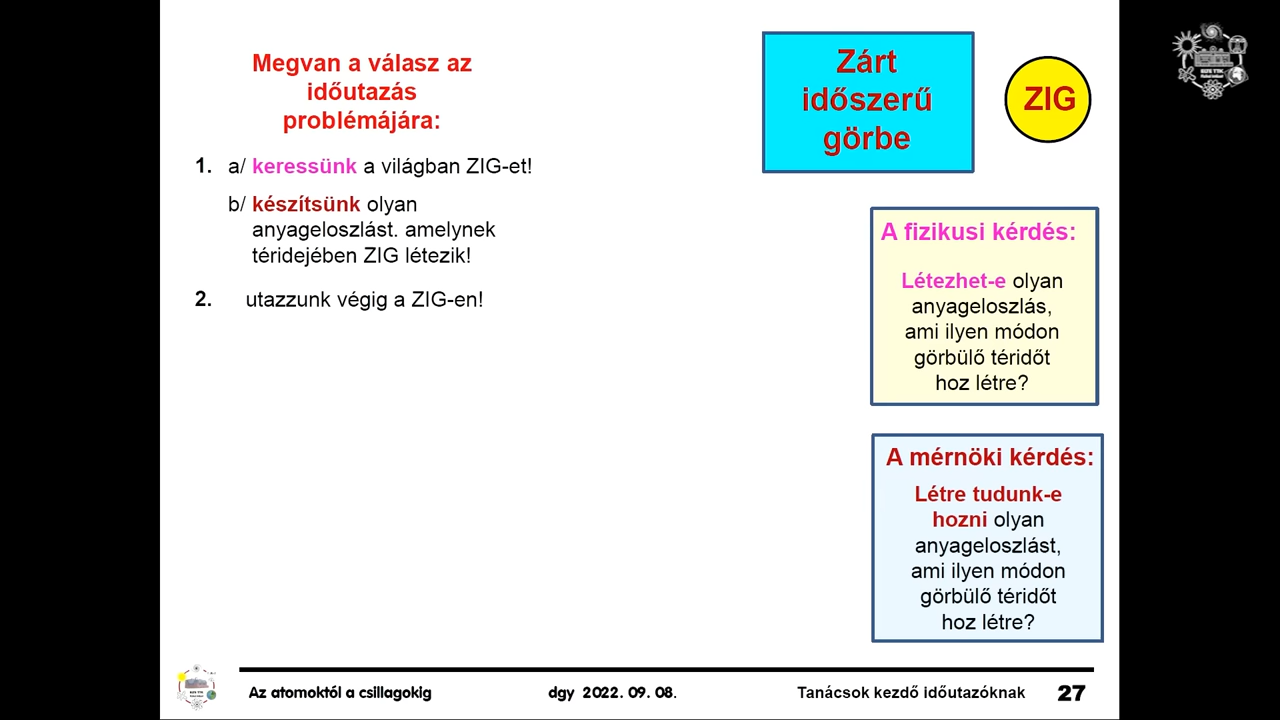 Megvan a válasz az
időutazás
problémájára:
1. a/ keressünk a világban ZIG-et!
b/ készítsünk olyan
anyageloszlást. amelynek
téridejében ZIG létezik!
2. utazzunk végig a ZIG-en!
Zárt
időszerű
görbe
ZIG
A fizikusi kérdés:
Létezhet-e olyan
anyageloszlás,
ami ilyen módon
görbülő téridőt
hoz létre?
A mérnöki kérdés:
Létre tudunk-e
hozni olyan
anyageloszlást,
ami ilyen módon
görbülő téridőt
hoz létre?
Az atomoktól a csillagokig
dgy 2022. 09. 08.
Tanácsok kezdő időutazóknak
27